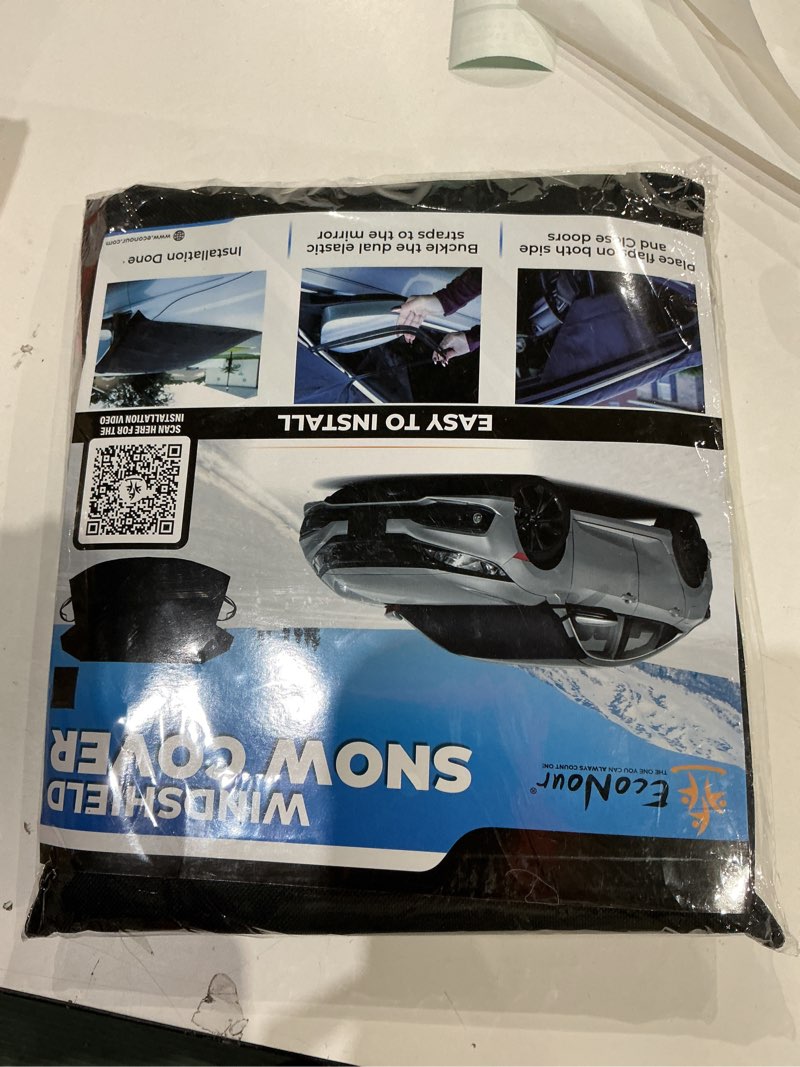 EcoNour®
THE ONE YOU CAN ALWAYS COUNT ON!
WINDSHIELD
SNOW COVER
SCAN HERE FOR THE
INSTALLATION VIDEO
EASY TO INSTALL
Place flaps on both side
and Close doors
Buckle the dual elastic
straps to the mirror
Installation Done
www.econour.com